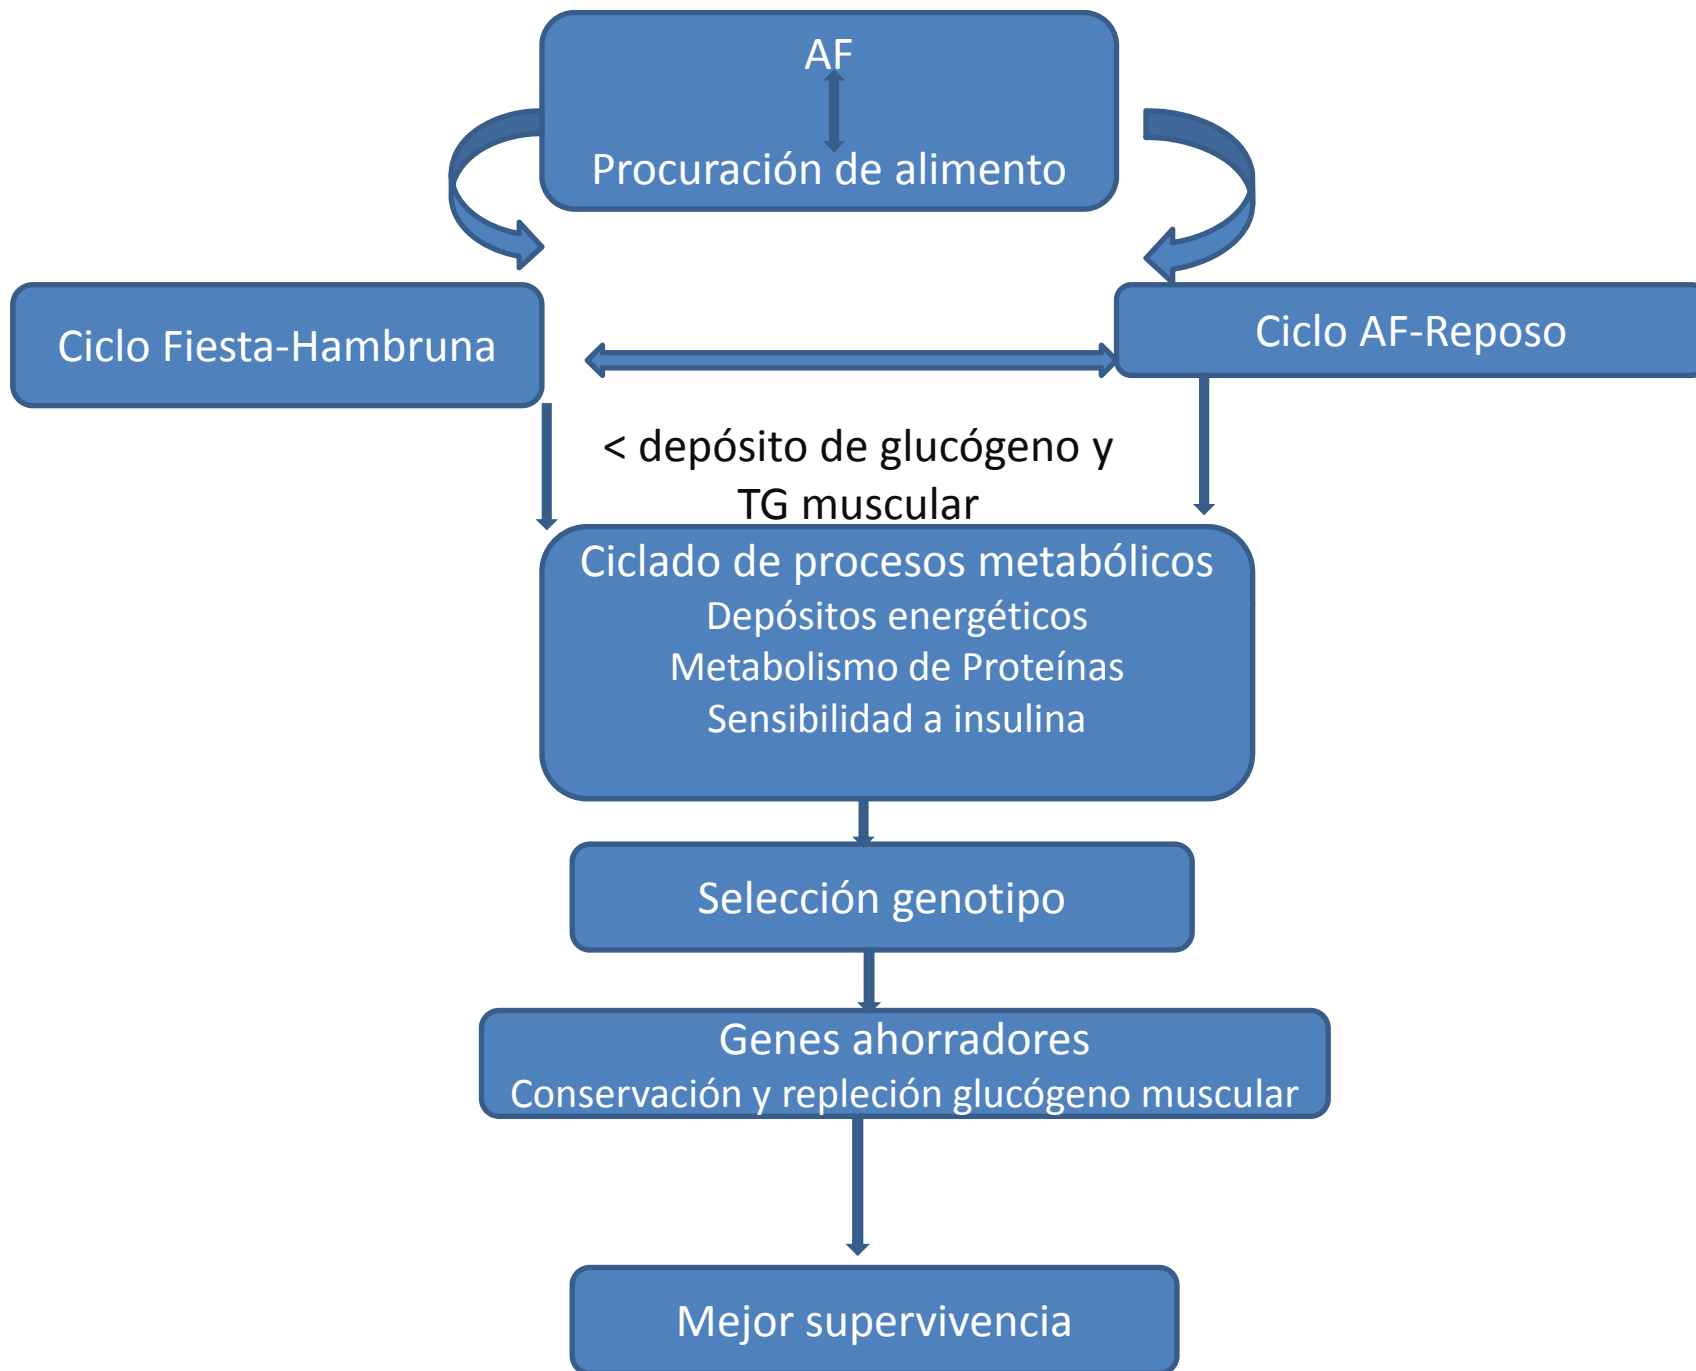 AF
Procuración de alimento
Ciclo Fiesta-Hambruna
Ciclo AF-Reposo
< depósito de glucógeno y
TG muscular
Ciclado de procesos metabólicos
Depósitos energéticos
Metabolismo de Proteínas
Sensibilidad a insulina
Selección genotipo
Genes ahorradores
Conservación y repleción glucógeno muscular
Mejor supervivencia